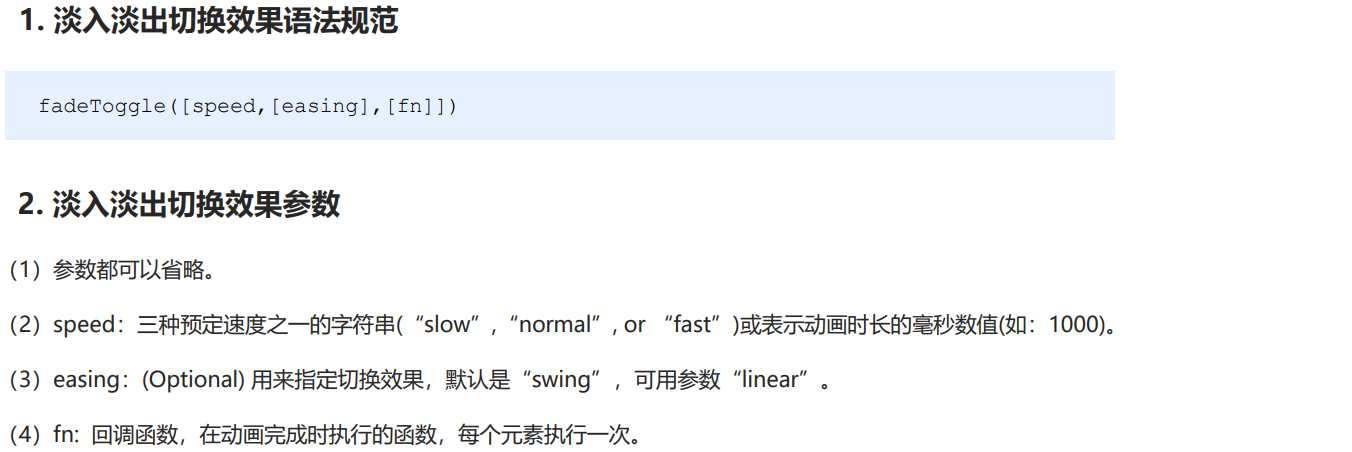 1. 淡入淡出切换效果语法规范
fadeToggle([speed,[easing],[fn]])
2. 淡入淡出切换效果参数
（1）参数都可以省略。
（2）speed：三种预定速度之一的字符串(“slow”,“normal”, or “fast”)或表示动画时长的毫秒数值(如：1000)。
（3）easing：(Optional) 用来指定切换效果，默认是“swing”，可用参数“linear”。
（4）fn: 回调函数，在动画完成时执行的函数，每个元素执行一次。